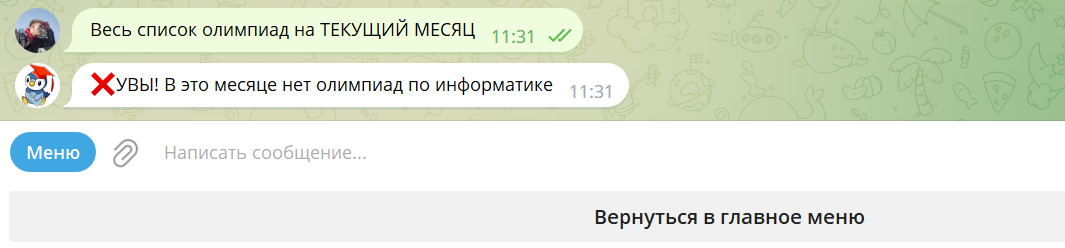 Весь список олимпиад на ТЕКУЩИЙ МЕСЯЦ 11:31
❌УВЫ! В это месяце нет олимпиад по информатике 11:31
Меню Написать сообщение...
Вернуться в главное меню